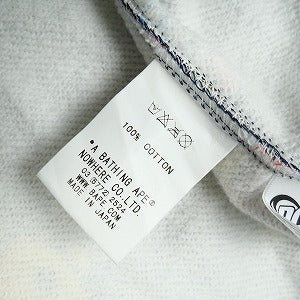 100% COTTON
•A BATHING APE®
NOWHERE CO.,LTD.
03 (5772) 2524
WWW.BAPE.COM
MADE IN JAPAN